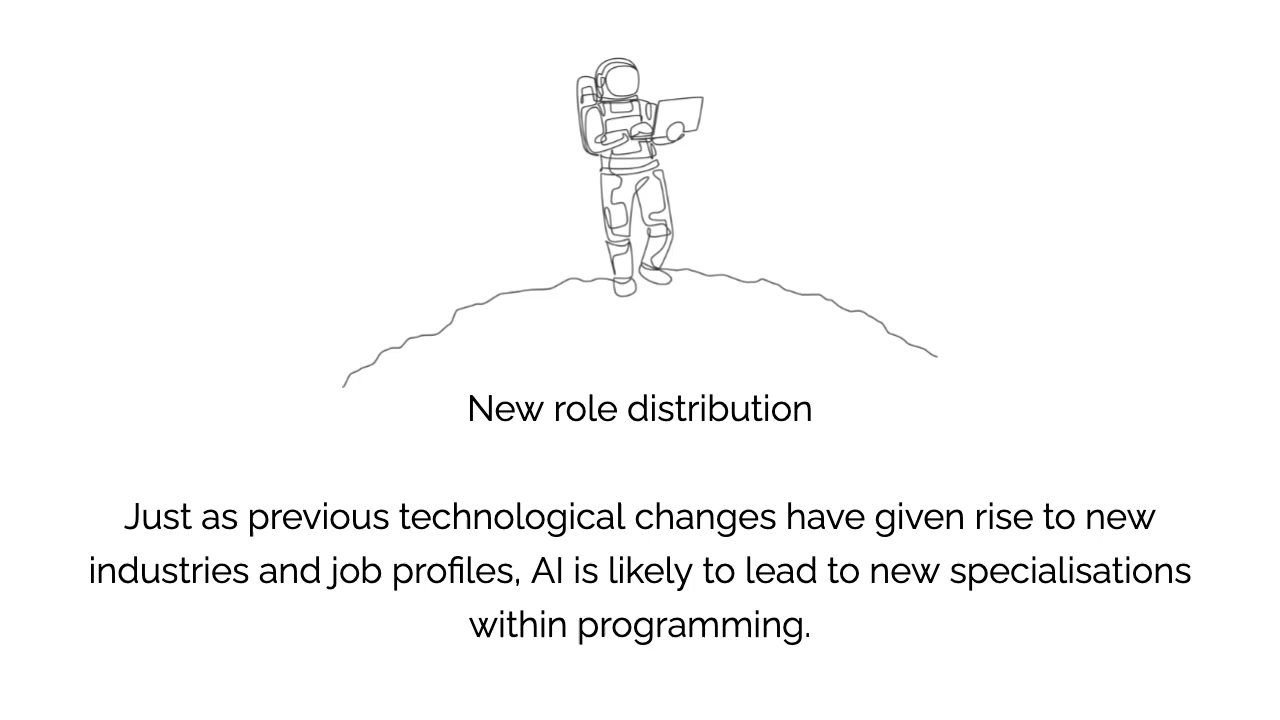 New role distribution
Just as previous technological changes have given rise to new
industries and job profiles, AI is likely to lead to new specialisations
within programming.